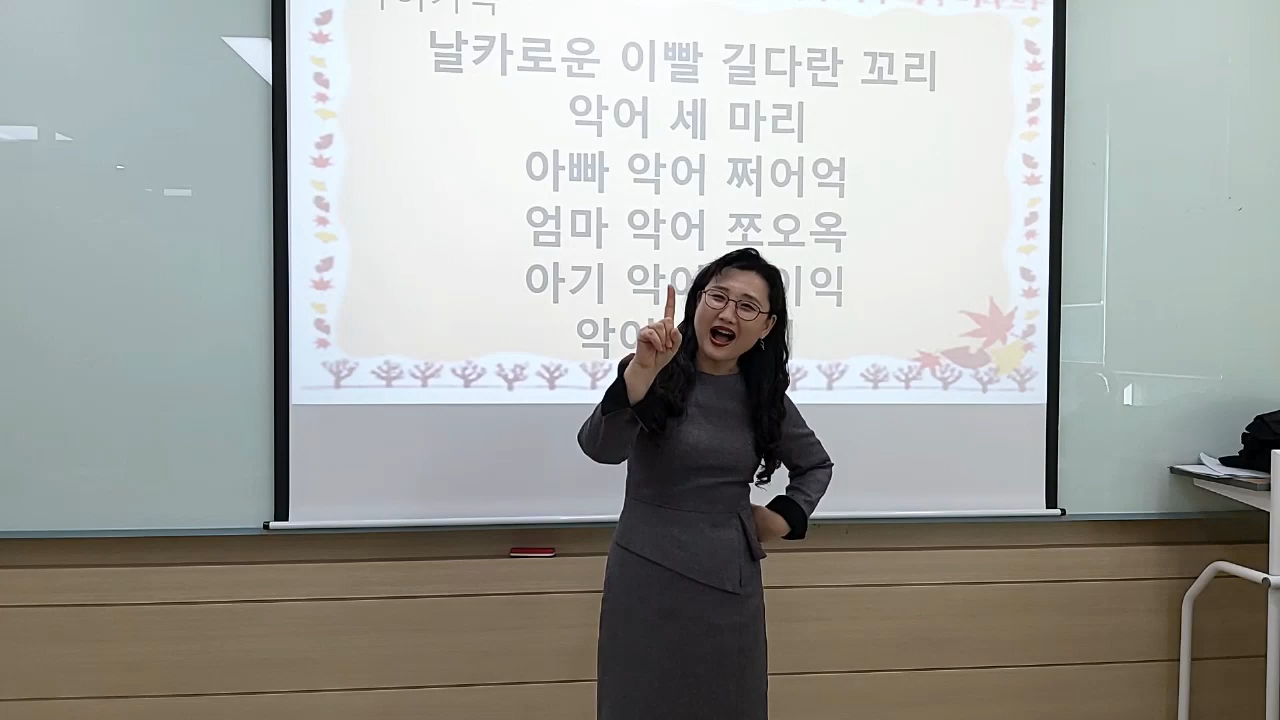 날카로운 이빨 길다란 꼬리
악어 세 마리
아빠 악어 쩌어억
엄마 악어 쪼오옥
아기 악어